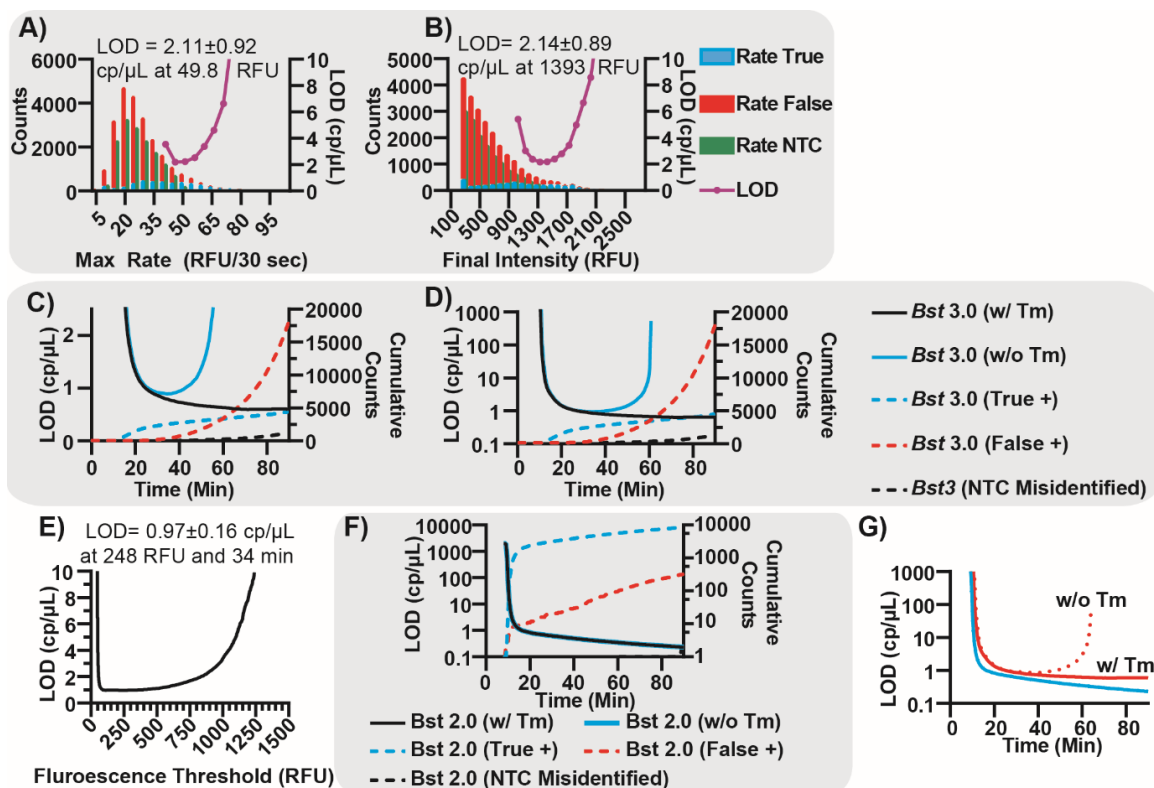 A)
LOD = 2.11±0.92
cp/µL at 49.8 RFU
Counts
6000
4000
2000
0
10
8
6
4
2
0
LOD (cp/µL)
5
20
35
50
65
80
95
Max Rate (RFU/30 sec)
B)
LOD= 2.14±0.89
cp/µL at 1393 RFU
Counts
5000
4000
3000
2000
1000
0
10
8
6
4
2
0
LOD (cp/µL)
100
500
900
1300
1700
2100
2500
Final Intensity (RFU)
Rate True
Rate False
Rate NTC
LOD
C)
LOD (cp/µL)
2
1
0
20000
15000
10000
5000
0
Cumulative
Counts
0
20
40
60
80
Time (Min)
D)
LOD (cp/µL)
1000
100
10
1
0.1
20000
15000
10000
5000
0
Cumulative
Counts
0
20
40
60
80
Time (Min)
Bst 3.0 (w/ Tm)
Bst 3.0 (w/o Tm)
Bst 3.0 (True +)
Bst 3.0 (False +)
Bst3 (NTC Misidentified)
E)
LOD= 0.97±0.16 cp/µL
at 248 RFU and 34 min
LOD (cp/µL)
10
8
6
4
2
0
0
250
500
750
1000
1250
1500
Fluroescence Threshold (RFU)
F)
LOD (cp/µL)
10000
1000
100
10
1
0.1
10000
1000
100
10
1
Cumulative
Counts
0
20
40
60
80
Time (Min)
Bst 2.0 (w/ Tm)
Bst 2.0 (w/o Tm)
Bst 2.0 (True +)
Bst 2.0 (False +)
Bst 2.0 (NTC Misidentified)
G)
LOD (cp/µL)
1000
100
10
1
0.1
w/o Tm
w/ Tm
0
20
40
60
80
Time (Min)